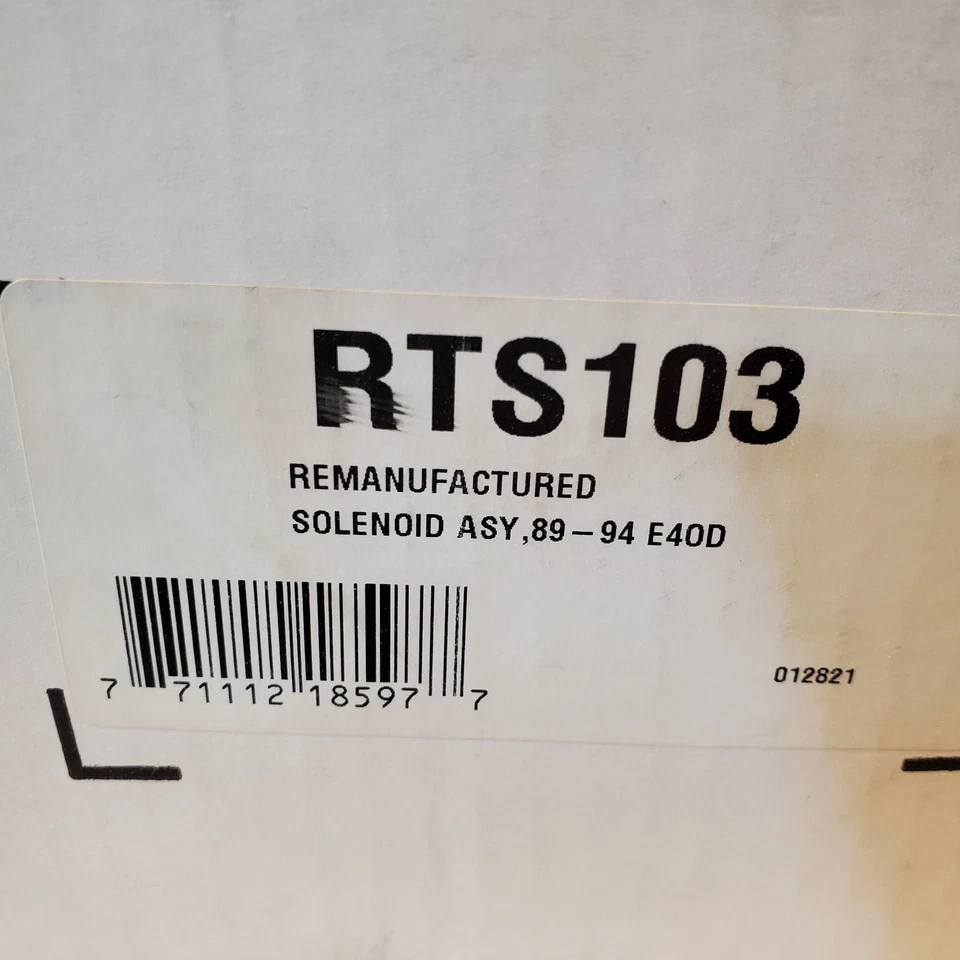 RTS103
REMANUFACTURED
SOLENOID ASY,89-94 E4OD
012821
7 71112 18597 7